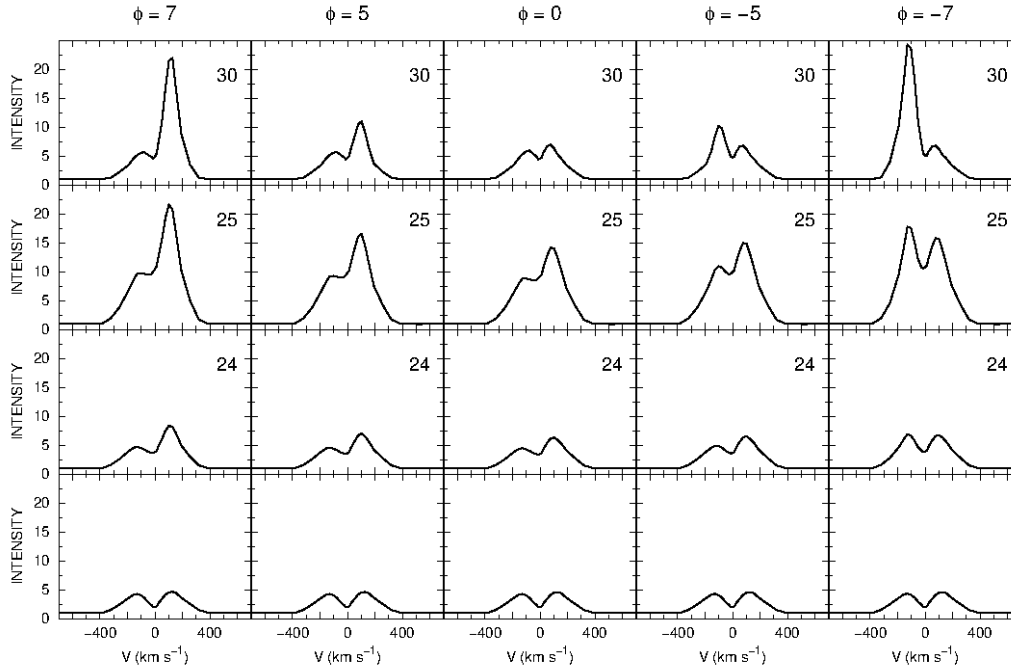 ϕ = 7 ϕ = 5 ϕ = 0 ϕ = −5 ϕ = −7
INTENSITY 0 5 10 15 20 30 30 30 30 30
INTENSITY 0 5 10 15 20 25 25 25 25 25
INTENSITY 0 5 10 15 20 24 24 24 24 24
INTENSITY 0 5 10 15 20
−400 0 400 −400 0 400 −400 0 400 −400 0 400 −400 0 400
V (km s⁻¹) V (km s⁻¹) V (km s⁻¹) V (km s⁻¹) V (km s⁻¹)